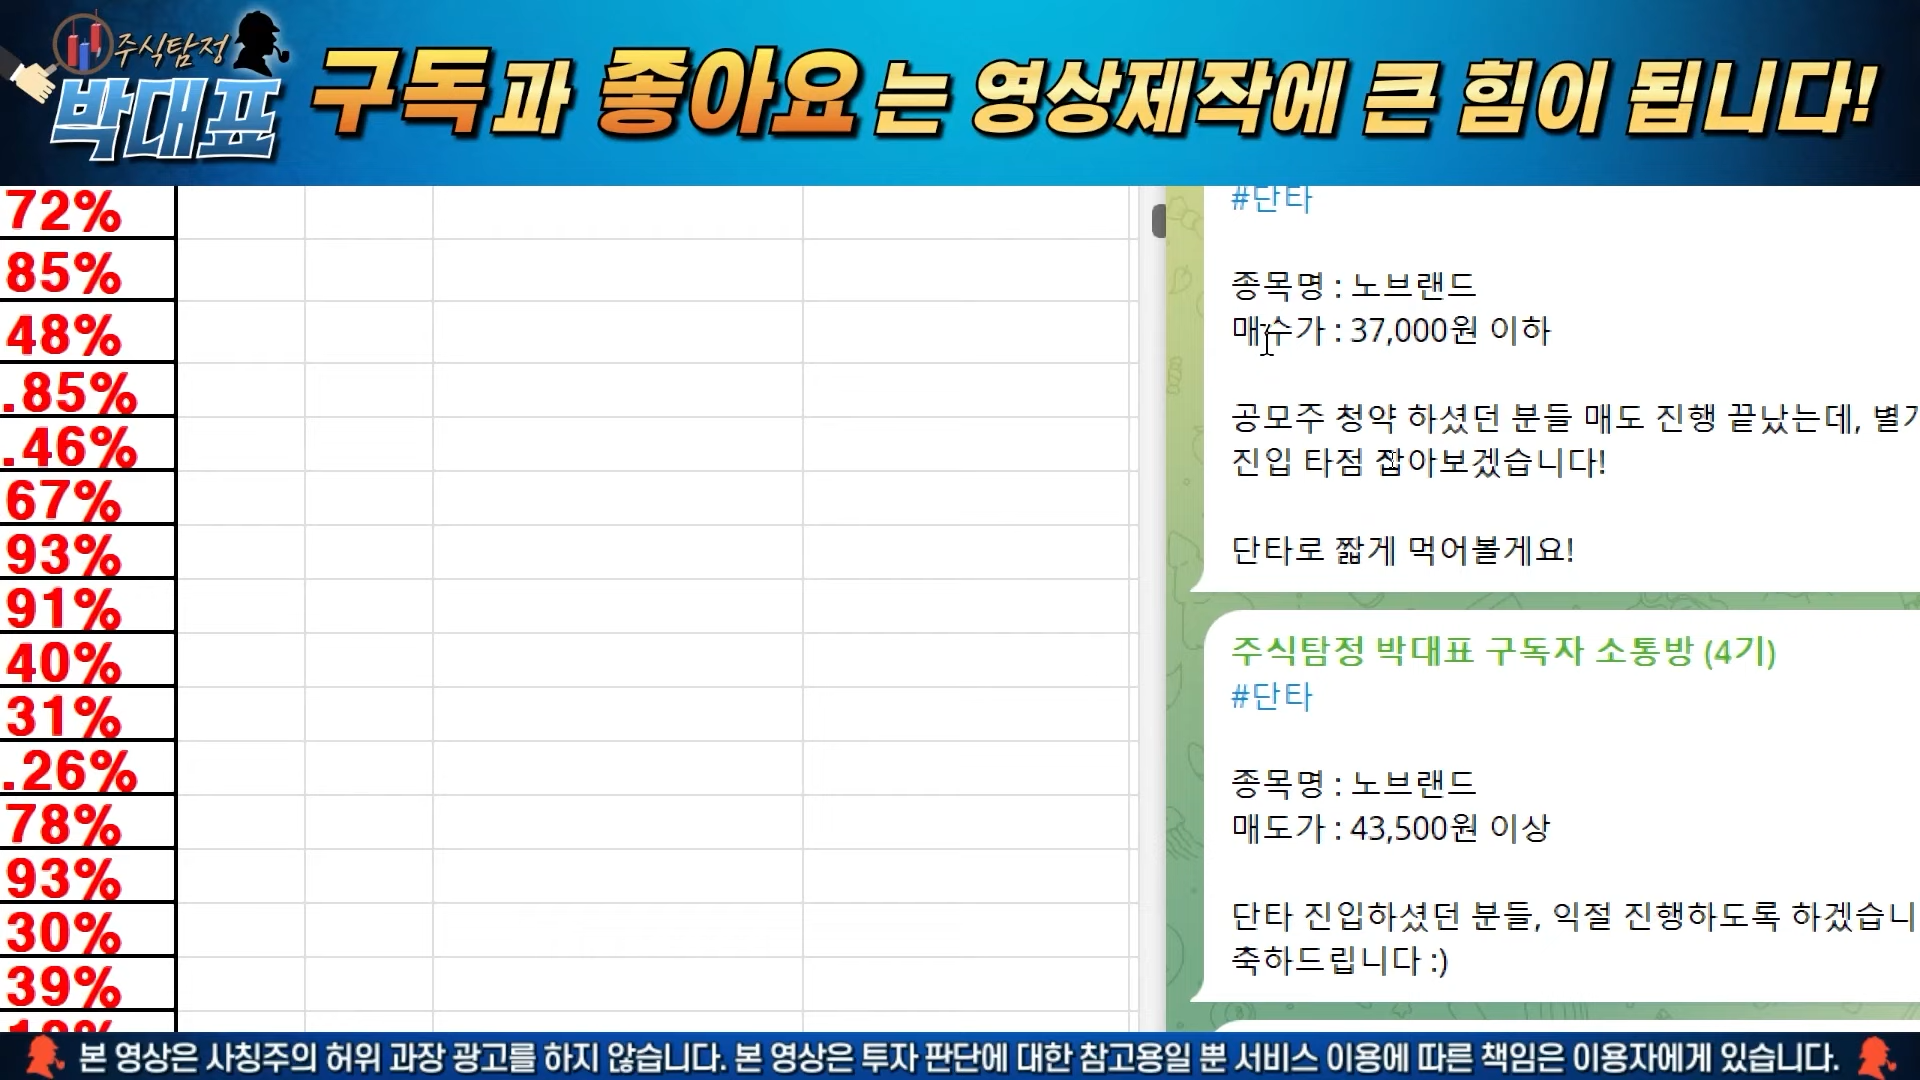 주식탐정
박대표
구독과 좋아요는 영상제작에 큰 힘이 됩니다!
72%
85%
48%
.85%
.46%
67%
93%
91%
40%
31%
.26%
78%
93%
30%
39%
#단타
종목명 : 노브랜드
매수가 : 37,000원 이하
공모주 청약 하셨던 분들 매도 진행 끝났는데,
진입 타점 잡아보겠습니다!
단타로 짧게 먹어볼게요!
주식탐정 박대표 구독자 소통방 (4기)
#단타
종목명 : 노브랜드
매도가 : 43,500원 이상
단타 진입하셨던 분들, 익절 진행하도록 하겠습니
축하드립니다 :)
본 영상은 사칭주의 허위 과장 광고를 하지 않습니다. 본 영상은 투자 판단에 대한 참고용일 뿐 서비스 이용에 따른 책임은 이용자에게 있습니다.